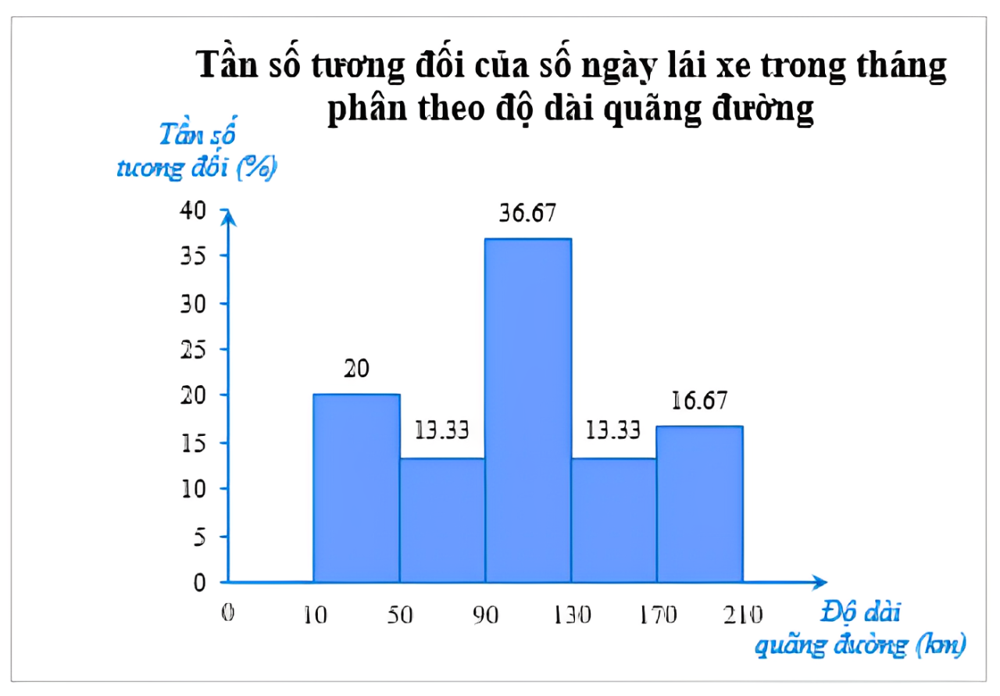 Tần số tương đối của số ngày lái xe trong tháng
phân theo độ dài quãng đường
Tần số
tương đối (%)
40
35
30
25
20
15
10
5
0
20
13.33
36.67
13.33
16.67
0 10 50 90 130 170 210
Độ dài
quãng đường (km)